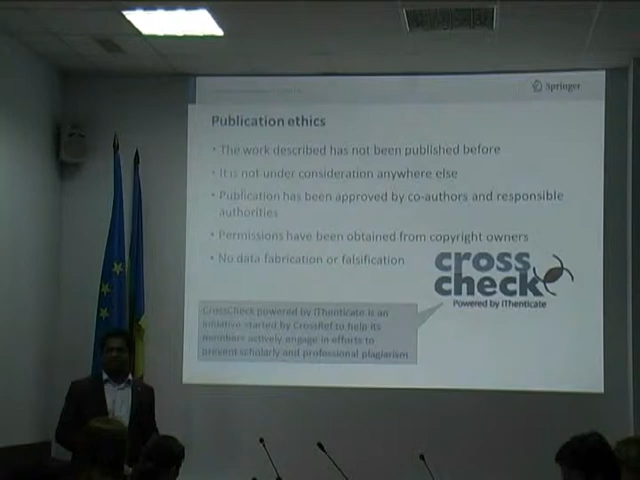 Springer
Publication ethics
• The work described has not been published before
• It is not under consideration anywhere else
• Publication has been approved by co-authors and responsible
authorities
• Permissions have been obtained from copyright owners
• No data fabrication or falsification
cross
check
Powered by iThenticate
CrossCheck powered by iThenticate is an
initiative started by CrossRef to help its
members actively engage in efforts to
prevent scholarly and professional plagiarism